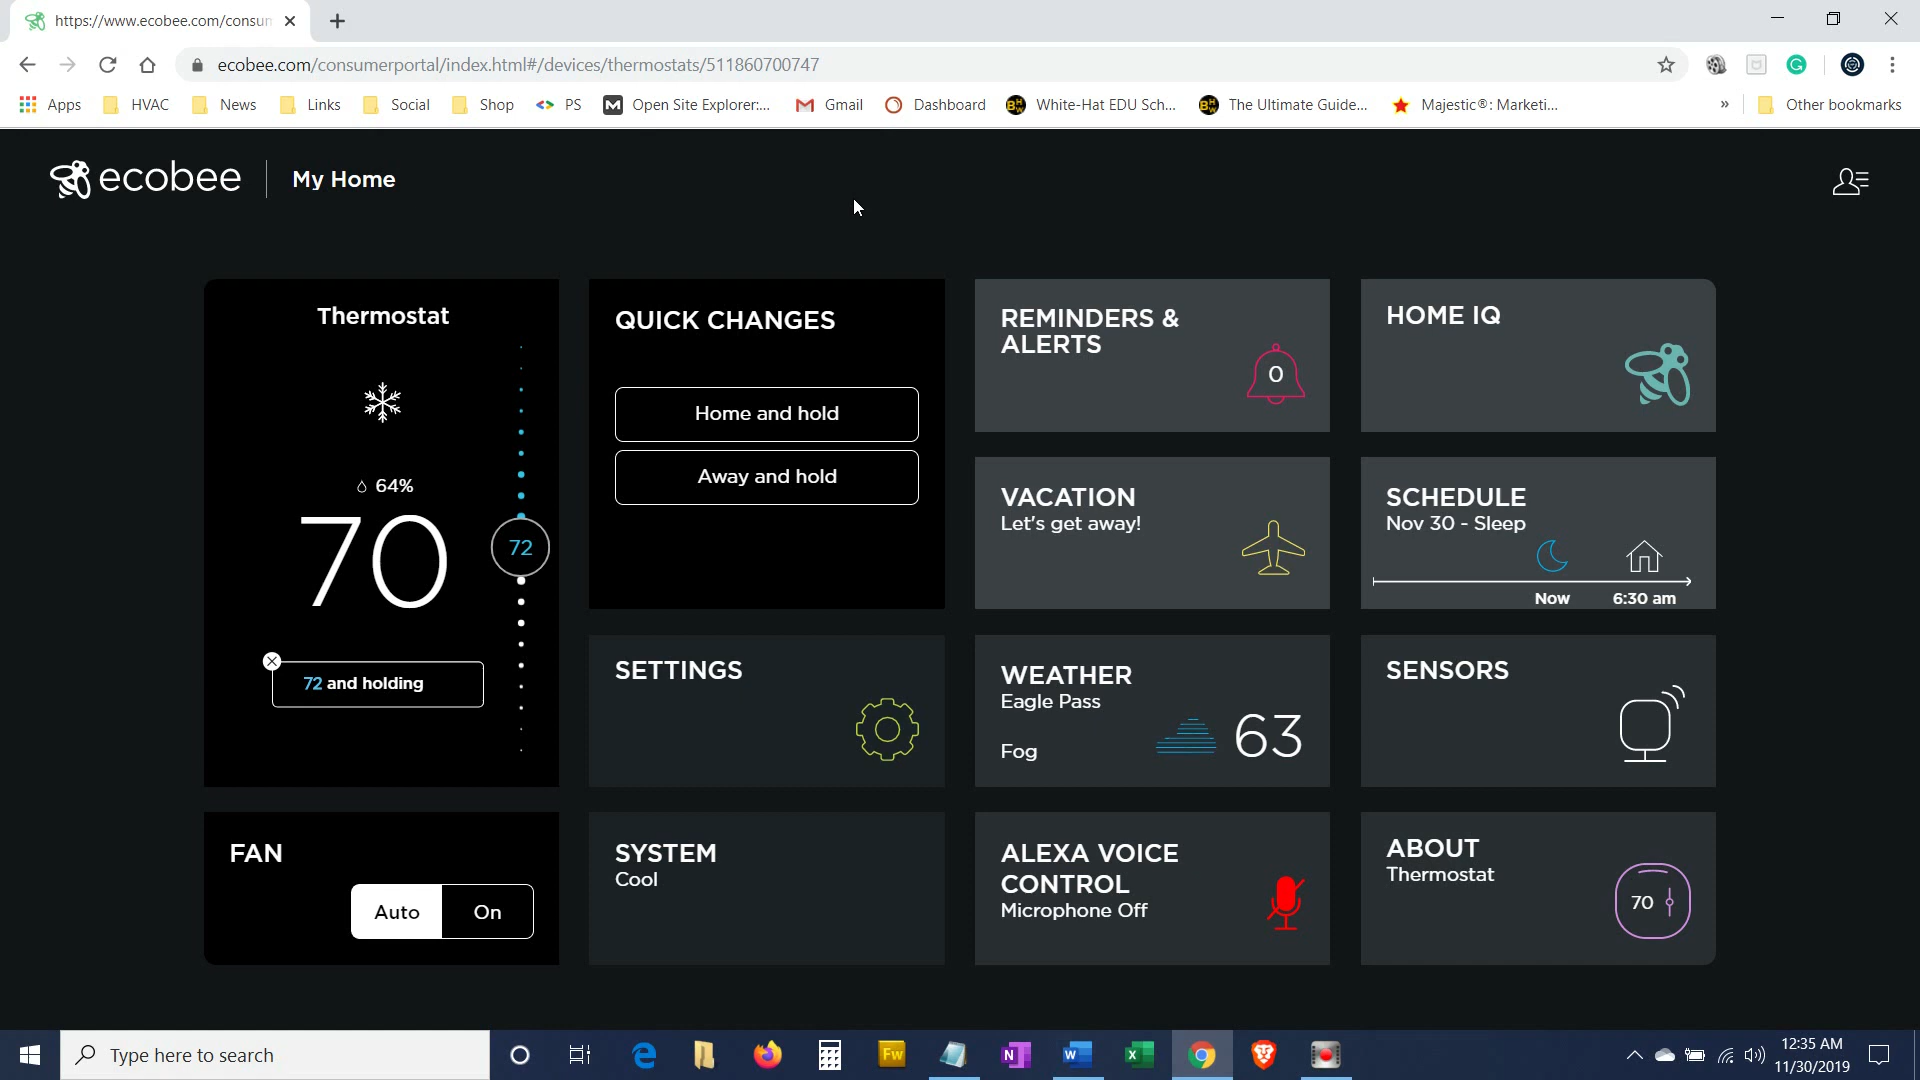 https://www.ecobee.com/consum
ecobee.com/consumerportal/index.html#/devices/thermostats/511860700747
Apps HVAC News Links Social Shop PS Open Site Explorer:... Gmail Dashboard White-Hat EDU Sch... The Ultimate Guide... Majestic®: Marketi... » Other bookmarks
ecobee My Home
Thermostat
64%
70
72
72 and holding
QUICK CHANGES
Home and hold
Away and hold
REMINDERS &
ALERTS
0
HOME IQ
VACATION
Let's get away!
SCHEDULE
Nov 30 - Sleep
Now 6:30 am
SETTINGS
WEATHER
Eagle Pass
Fog
63
SENSORS
FAN
Auto On
SYSTEM
Cool
ALEXA VOICE
CONTROL
Microphone Off
ABOUT
Thermostat
70
Type here to search
Fw
N
W
X
12:35 AM
11/30/2019